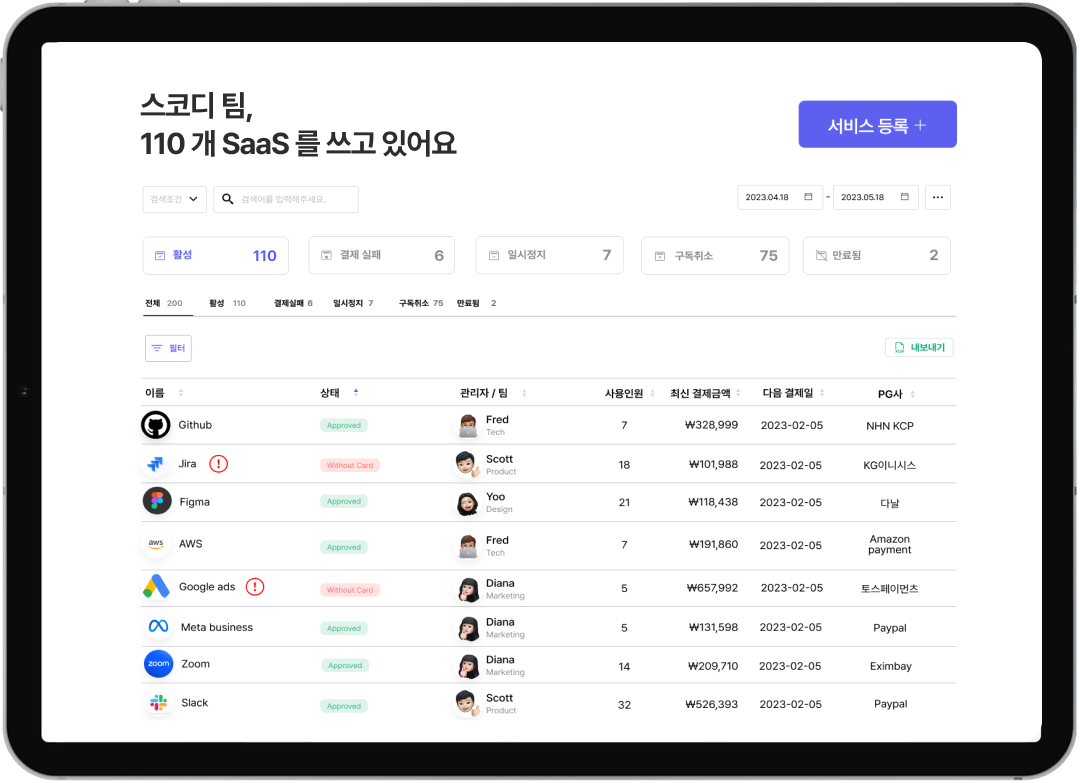 스코디 팀,
110 개 SaaS 를 쓰고 있어요
서비스 등록 +
검색조건
검색어를 입력해주세요.
2023.04.18 - 2023.05.18 ...
활성 110
결제 실패 6
일시정지 7
구독취소 75
만료됨 2
전체 200 활성 110 결제실패 6 일시정지 7 구독취소 75 만료됨 2
필터
내보내기
이름 상태 관리자 / 팀 사용인원 최신 결제금액 다음 결제일 PG사
Github Approved Fred 7 ₩328,999 2023-02-05 NHN KCP
Tech
Jira ! Without Card Scott 18 ₩101,988 2023-02-05 KG이니시스
Product
Figma Approved Yoo 21 ₩118,438 2023-02-05 다날
Design
aws AWS Approved Fred 7 ₩191,860 2023-02-05 Amazon
payment
Tech
Google ads ! Without Card Diana 5 ₩657,992 2023-02-05 토스페이먼츠
Marketing
Meta business Approved Diana 5 ₩131,598 2023-02-05 Paypal
Marketing
zoom Zoom Approved Diana 14 ₩209,710 2023-02-05 Eximbay
Marketing
Slack Approved Scott 32 ₩526,393 2023-02-05 Paypal
Product